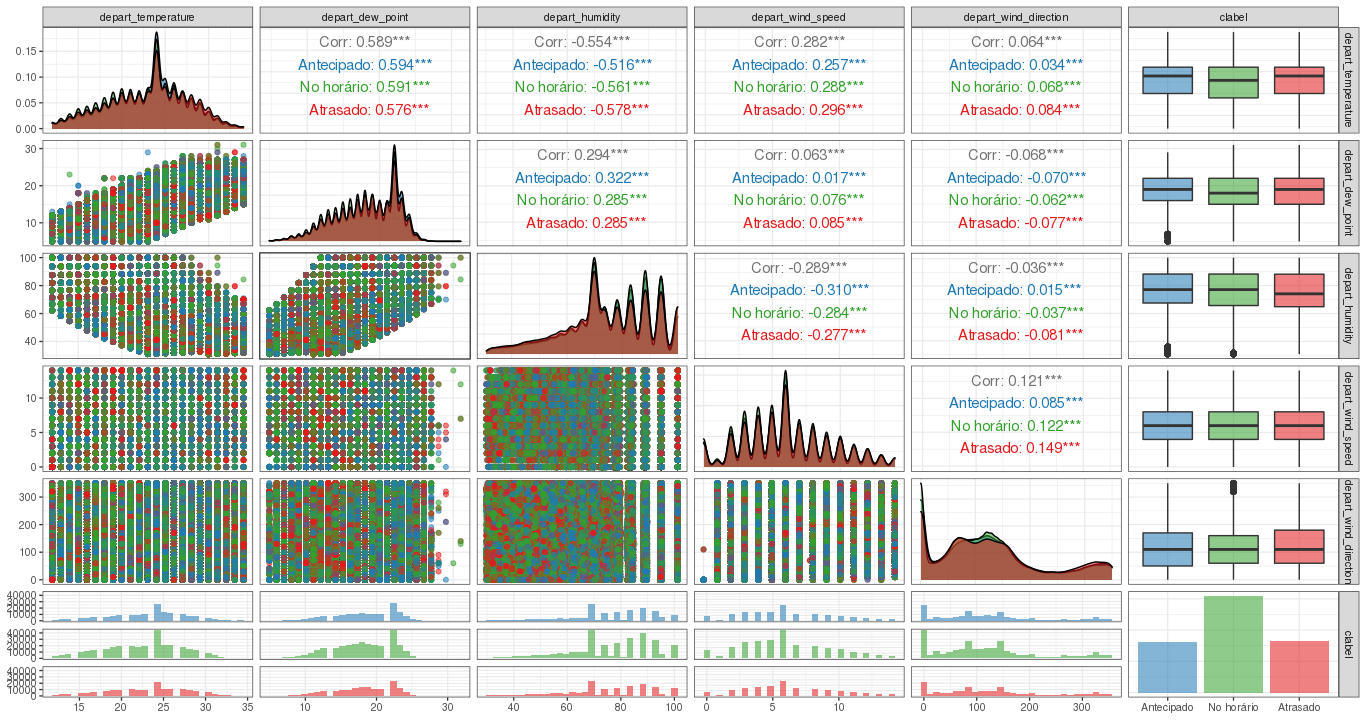 depart_temperature
depart_dew_point
depart_humidity
depart_wind_speed
depart_wind_direction
clabel
0.15
0.10
0.05
0.00
Corr: 0.589***
Antecipado: 0.594***
No horário: 0.591***
Atrasado: 0.576***
Corr: -0.554***
Antecipado: -0.516***
No horário: -0.561***
Atrasado: -0.578***
Corr: 0.282***
Antecipado: 0.257***
No horário: 0.288***
Atrasado: 0.296***
Corr: 0.064***
Antecipado: 0.034***
No horário: 0.068***
Atrasado: 0.084***
depart_temperature
30
20
10
Corr: 0.294***
Antecipado: 0.322***
No horário: 0.285***
Atrasado: 0.285***
Corr: 0.063***
Antecipado: 0.017***
No horário: 0.076***
Atrasado: 0.085***
Corr: -0.068***
Antecipado: -0.070***
No horário: -0.062***
Atrasado: -0.077***
depart_dew_point
100
80
60
40
Corr: -0.289***
Antecipado: -0.310***
No horário: -0.284***
Atrasado: -0.277***
Corr: -0.036***
Antecipado: 0.015***
No horário: -0.037***
Atrasado: -0.081***
depart_humidity
10
5
0
Corr: 0.121***
Antecipado: 0.085***
No horário: 0.122***
Atrasado: 0.149***
depart_wind_speed
300
200
100
0
depart_wind_direction
40000
30000
20000
10000
0
40000
30000
20000
10000
0
40000
30000
20000
10000
0
clabel
15
20
25
30
35
10
20
30
40
60
80
100
0
5
10
0
100
200
300
Antecipado
No horário
Atrasado